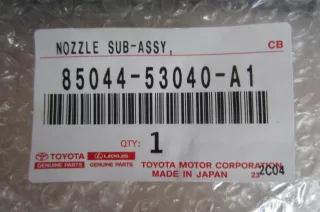 NOZZLE SUB-ASSY, CB
85044-53040-A1
QTY: 1
TOYOTA LEXUS TOYOTA MOTOR CORPORATION
GENUINE PARTS GENUINE PARTS MADE IN JAPAN 23 2C04